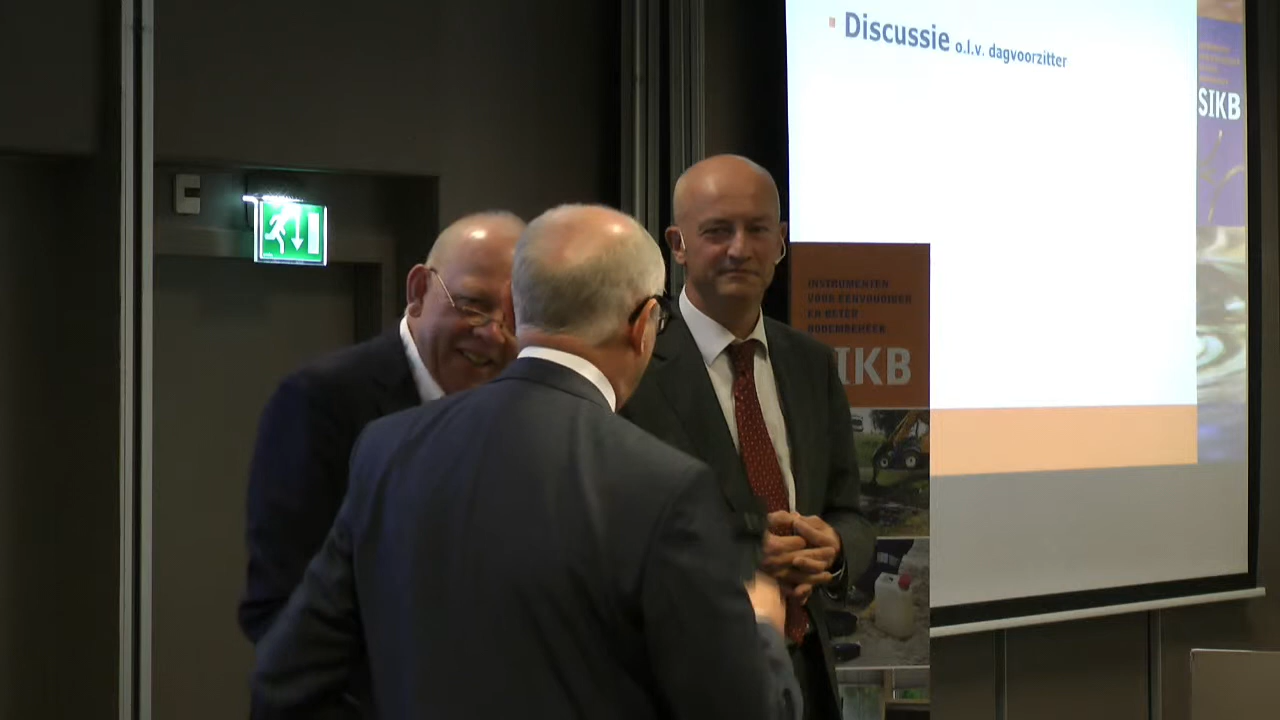 Discussie o.l.v. dagvoorzitter
SIKB
INSTRUMENTEN
VOOR EENVOUDIGER
EN BETER
BODEMBEHEER
SIKB